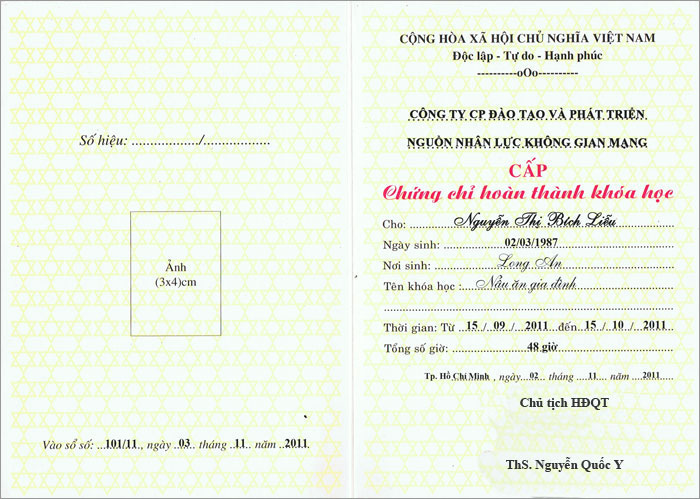 Số hiệu: ..................../....................
Ảnh
(3x4)cm
Vào sổ số: ..101/11.., ngày ..03.. tháng ..11.. năm ..2011
CỘNG HÒA XÃ HỘI CHỦ NGHĨA VIỆT NAM
Độc lập - Tự do - Hạnh phúc
----------oOo----------
CÔNG TY CP ĐÀO TẠO VÀ PHÁT TRIỂN
NGUỒN NHÂN LỰC KHÔNG GIAN MẠNG
CẤP
Chứng chỉ hoàn thành khóa học
Cho: Nguyễn Thị Bích Liễu
Ngày sinh: 02/03/1987
Nơi sinh: Long An
Tên khóa học : Nấu ăn gia đình
Thời gian: Từ ..15../..09../..2011 đến ..15../..10../..2011
Tổng số giờ: 48 giờ
Tp. Hồ Chí Minh , ngày ..02.. tháng ..11.. năm ..2011
Chủ tịch HĐQT
ThS. Nguyễn Quốc Y